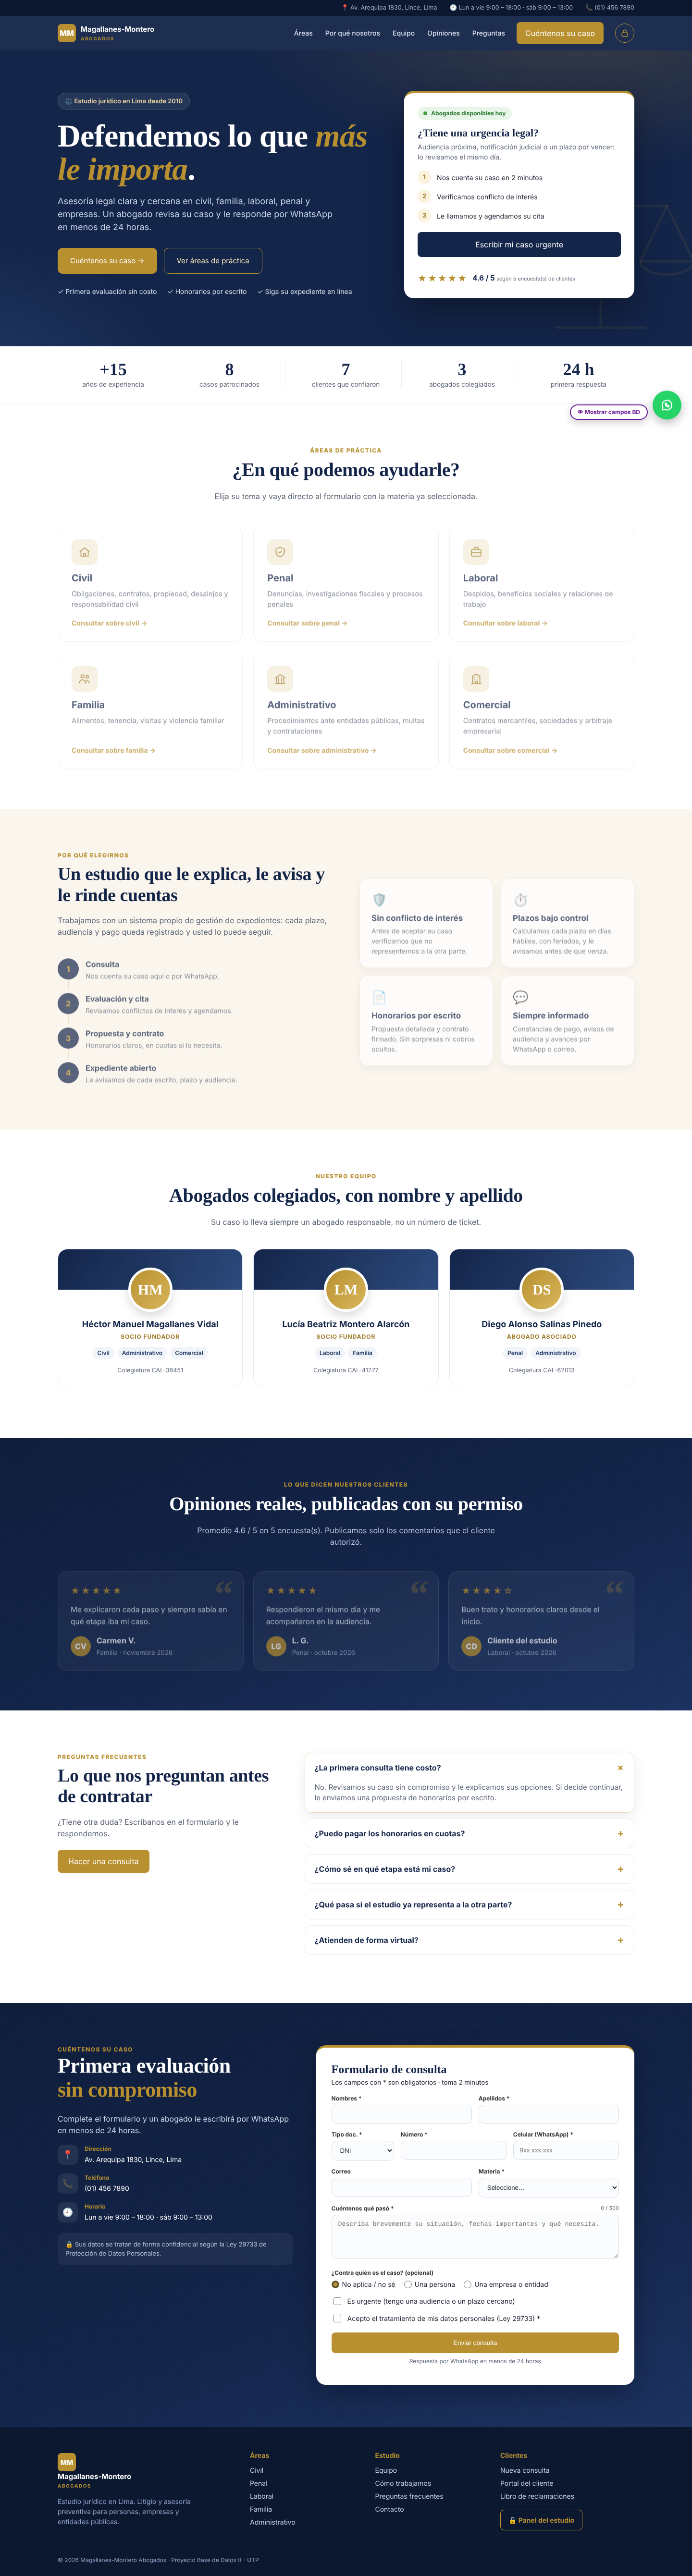 📍 Av. Arequipa 1830, Lince, Lima 🕘 Lun a vie 9:00 – 18:00 · sáb 9:00 – 13:00 📞 (01) 456 7890
MM Magallanes-Montero
ABOGADOS
Áreas Por qué nosotros Equipo Opiniones Preguntas Cuéntenos su caso
⚖️ Estudio jurídico en Lima desde 2010
Defendemos lo que más
le importa.
Asesoría legal clara y cercana en civil, familia, laboral, penal y
empresas. Un abogado revisa su caso y le responde por WhatsApp
en menos de 24 horas.
Cuéntenos su caso →
Ver áreas de práctica
✓ Primera evaluación sin costo ✓ Honorarios por escrito ✓ Siga su expediente en línea
Abogados disponibles hoy
¿Tiene una urgencia legal?
Audiencia próxima, notificación judicial o un plazo por vencer:
lo revisamos el mismo día.
1 Nos cuenta su caso en 2 minutos
2 Verificamos conflicto de interés
3 Le llamamos y agendamos su cita
Escribir mi caso urgente
★★★★★ 4.6 / 5 según 5 encuesta(s) de clientes
+15
años de experiencia
8
casos patrocinados
7
clientes que confiaron
3
abogados colegiados
24 h
primera respuesta
👁 Mostrar campos BD
ÁREAS DE PRÁCTICA
¿En qué podemos ayudarle?
Elija su tema y vaya directo al formulario con la materia ya seleccionada.
Civil
Obligaciones, contratos, propiedad, desalojos y
responsabilidad civil
Consultar sobre civil →
Penal
Denuncias, investigaciones fiscales y procesos
penales
Consultar sobre penal →
Laboral
Despidos, beneficios sociales y relaciones de
trabajo
Consultar sobre laboral →
Familia
Alimentos, tenencia, visitas y violencia familiar
Consultar sobre familia →
Administrativo
Procedimientos ante entidades públicas, multas
y contrataciones
Consultar sobre administrativo →
Comercial
Contratos mercantiles, sociedades y arbitraje
empresarial
Consultar sobre comercial →
POR QUÉ ELEGIRNOS
Un estudio que le explica, le avisa y
le rinde cuentas
Trabajamos con un sistema propio de gestión de expedientes: cada plazo,
audiencia y pago queda registrado y usted lo puede seguir.
1 Consulta
Nos cuenta su caso aquí o por WhatsApp.
2 Evaluación y cita
Revisamos conflictos de interés y agendamos.
3 Propuesta y contrato
Honorarios claros, en cuotas si lo necesita.
4 Expediente abierto
Le avisamos de cada escrito, plazo y audiencia.
Sin conflicto de interés
Antes de aceptar su caso
verificamos que no
representemos a la otra parte.
Plazos bajo control
Calculamos cada plazo en días
hábiles, con feriados, y le
avisamos antes de que venza.
Honorarios por escrito
Propuesta detallada y contrato
firmado. Sin sorpresas ni cobros
ocultos.
Siempre informado
Constancias de pago, avisos de
audiencia y avances por
WhatsApp o correo.
NUESTRO EQUIPO
Abogados colegiados, con nombre y apellido
Su caso lo lleva siempre un abogado responsable, no un número de ticket.
HM
Héctor Manuel Magallanes Vidal
SOCIO FUNDADOR
Civil Administrativo Comercial
Colegiatura CAL-38451
LM
Lucía Beatriz Montero Alarcón
SOCIO FUNDADOR
Laboral Familia
Colegiatura CAL-41277
DS
Diego Alonso Salinas Pinedo
ABOGADO ASOCIADO
Penal Administrativo
Colegiatura CAL-62013
LO QUE DICEN NUESTROS CLIENTES
Opiniones reales, publicadas con su permiso
Promedio 4.6 / 5 en 5 encuesta(s). Publicamos solo los comentarios que el cliente
autorizó.
★★★★★ “
Me explicaron cada paso y siempre sabía en
qué etapa iba mi caso.
CV Carmen V.
Familia · noviembre 2026
★★★★★ “
Respondieron el mismo día y me
acompañaron en la audiencia.
LG L. G.
Penal · octubre 2026
★★★★☆ “
Buen trato y honorarios claros desde el
inicio.
CD Cliente del estudio
Laboral · octubre 2026
PREGUNTAS FRECUENTES
Lo que nos preguntan antes
de contratar
¿Tiene otra duda? Escríbanos en el formulario y le
respondemos.
Hacer una consulta
¿La primera consulta tiene costo? ×
No. Revisamos su caso sin compromiso y le explicamos sus opciones. Si decide continuar,
le enviamos una propuesta de honorarios por escrito.
¿Puedo pagar los honorarios en cuotas? +
¿Cómo sé en qué etapa está mi caso? +
¿Qué pasa si el estudio ya representa a la otra parte? +
¿Atienden de forma virtual? +
CUÉNTENOS SU CASO
Primera evaluación
sin compromiso
Complete el formulario y un abogado le escribirá por WhatsApp
en menos de 24 horas.
📍 Dirección
Av. Arequipa 1830, Lince, Lima
📞 Teléfono
(01) 456 7890
🕘 Horario
Lun a vie 9:00 – 18:00 · sáb 9:00 – 13:00
🔒 Sus datos se tratan de forma confidencial según la Ley 29733 de
Protección de Datos Personales.
Formulario de consulta
Los campos con * son obligatorios · toma 2 minutos
Nombres * Apellidos *
Tipo doc. * Número * Celular (WhatsApp) *
DNI 9xx xxx xxx
Correo Materia *
Seleccione…
Cuéntenos qué pasó * 0 / 500
Describa brevemente su situación, fechas importantes y qué necesita.
¿Contra quién es el caso? (opcional)
No aplica / no sé Una persona Una empresa o entidad
Es urgente (tengo una audiencia o un plazo cercano)
Acepto el tratamiento de mis datos personales (Ley 29733) *
Enviar consulta
Respuesta por WhatsApp en menos de 24 horas
MM
Magallanes-Montero
ABOGADOS
Estudio jurídico en Lima. Litigio y asesoría
preventiva para personas, empresas y
entidades públicas.
Áreas
Civil
Penal
Laboral
Familia
Administrativo
Estudio
Equipo
Cómo trabajamos
Preguntas frecuentes
Contacto
Clientes
Nueva consulta
Portal del cliente
Libro de reclamaciones
🔒 Panel del estudio
© 2026 Magallanes-Montero Abogados · Proyecto Base de Datos II – UTP